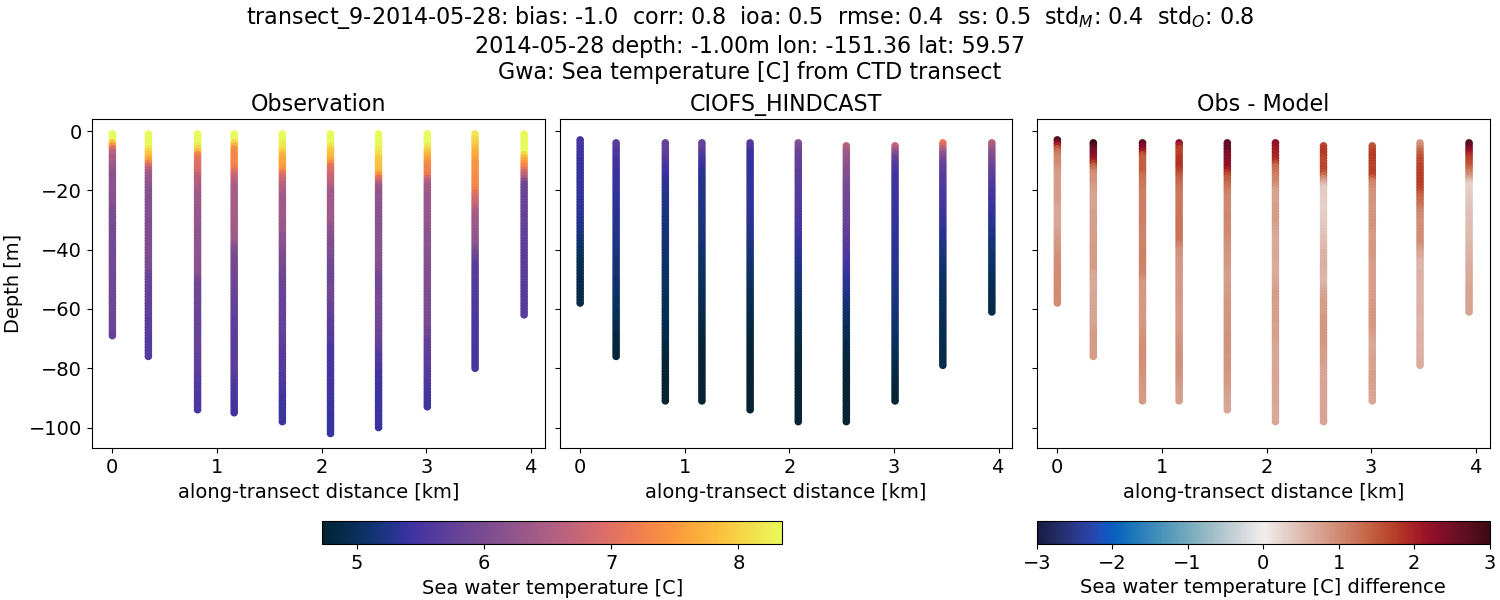 transect_9-2014-05-28: bias: -1.0  corr: 0.8  ioa: 0.5  rmse: 0.4  ss: 0.5  std_M: 0.4  std_O: 0.8
2014-05-28 depth: -1.00m lon: -151.36 lat: 59.57
Gwa: Sea temperature [C] from CTD transect
Observation
CIOFS_HINDCAST
Obs - Model
Depth [m]
0
−20
−40
−60
−80
−100
0 1 2 3 4
0 1 2 3 4
0 1 2 3 4
along-transect distance [km]
along-transect distance [km]
along-transect distance [km]
5 6 7 8
Sea water temperature [C]
−3 −2 −1 0 1 2 3
Sea water temperature [C] difference